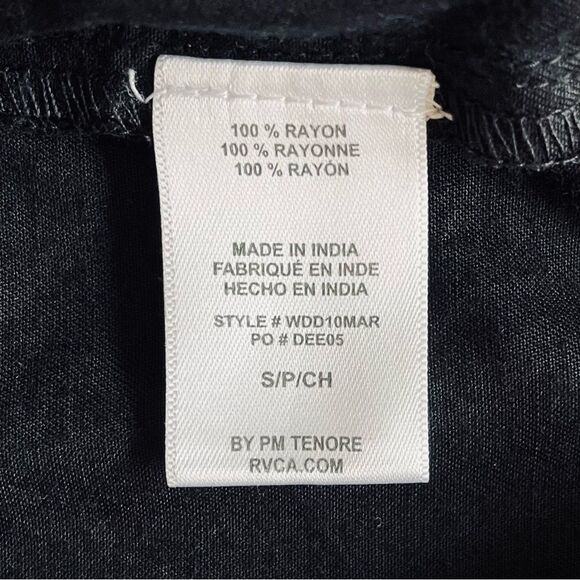 100 % RAYON
100 % RAYONNE
100 % RAYÓN
MADE IN INDIA
FABRIQUÉ EN INDE
HECHO EN INDIA
STYLE # WDD10MAR
PO # DEE05
S/P/CH
BY PM TENORE
RVCA.COM